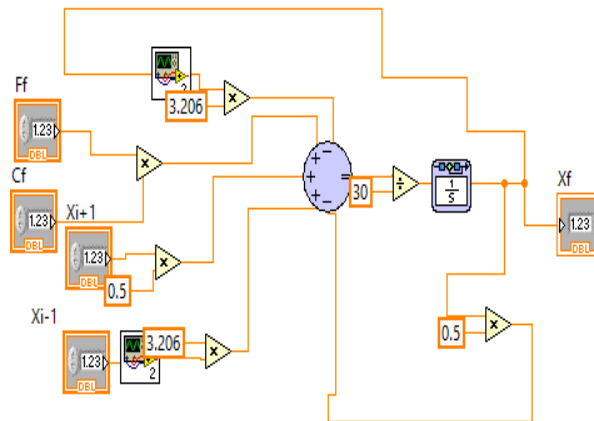 Ff
1.23
DBL
2
3.206
×
Cf
1.23
DBL
×
Xi+1
1.23
DBL
0.5
×
+
−
+
+
−
=
30
÷
1
S
Xf
1.23
DBL
Xi-1
1.23
DBL
2
3.206
×
0.5
×